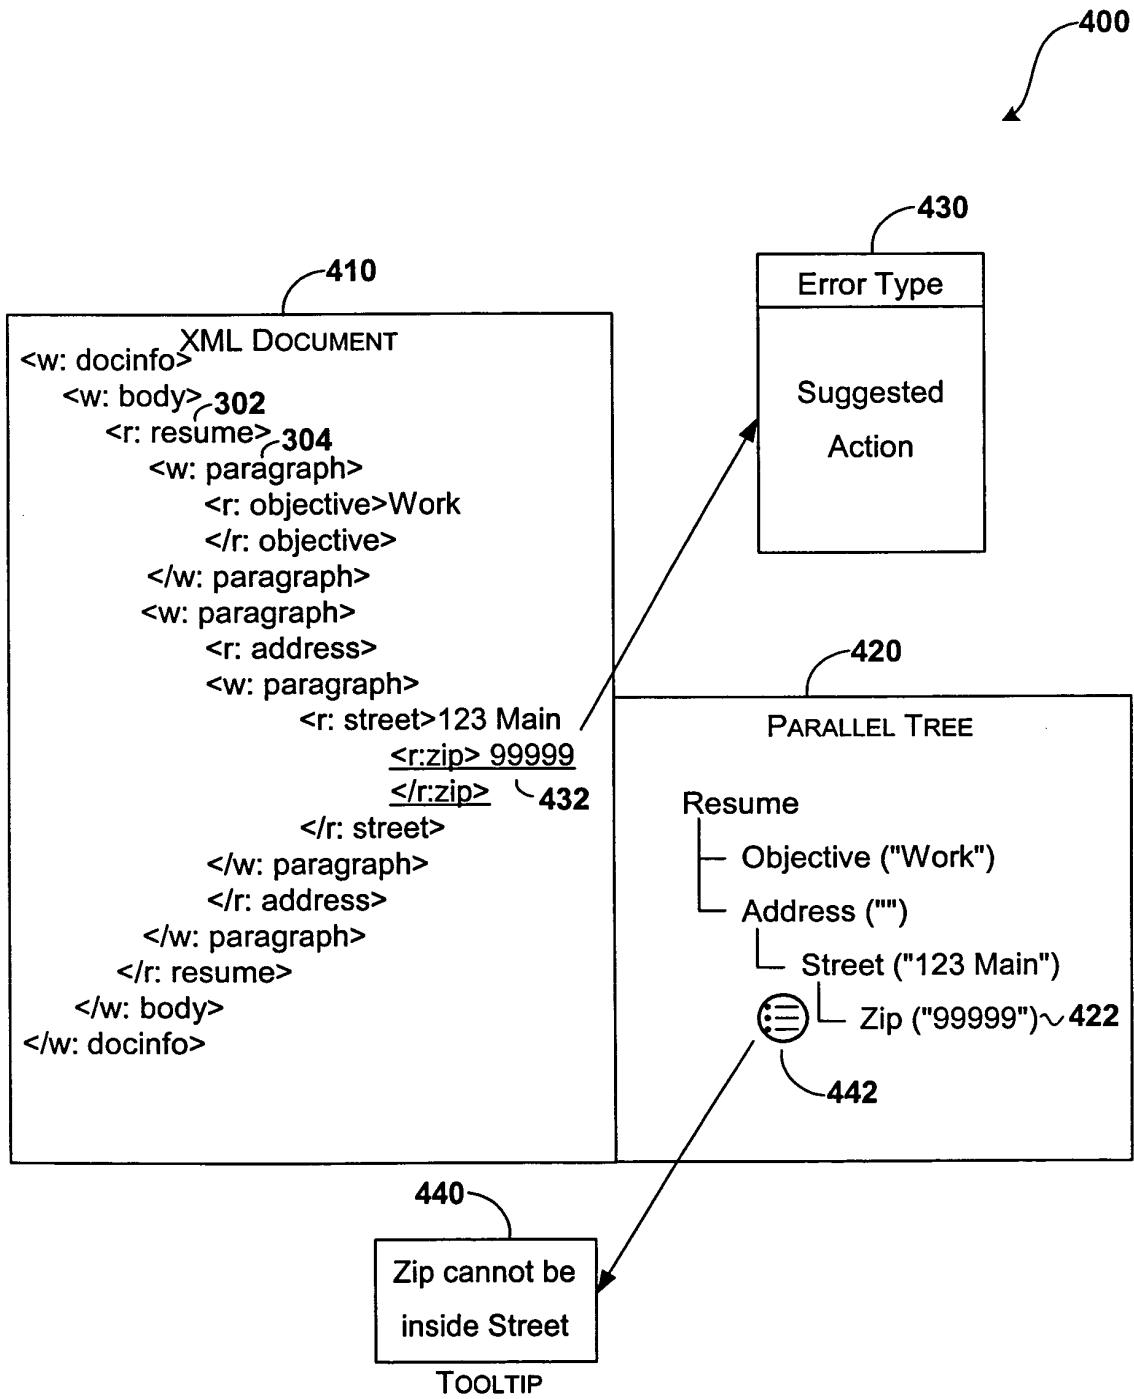 400
430
Error Type
Suggested
Action
410
XML DOCUMENT
<w: docinfo>
<w: body>
302
<r: resume>
304
<w: paragraph>
<r: objective>Work
</r: objective>
</w: paragraph>
<w: paragraph>
<r: address>
<w: paragraph>
<r: street>123 Main
<r:zip> 99999
</r:zip> 432
</r: street>
</w: paragraph>
</r: address>
</w: paragraph>
</r: resume>
</w: body>
</w: docinfo>
420
PARALLEL TREE
Resume
Objective ("Work")
Address ("")
Street ("123 Main")
Zip ("99999") 422
442
440
Zip cannot be
inside Street
TOOLTIP